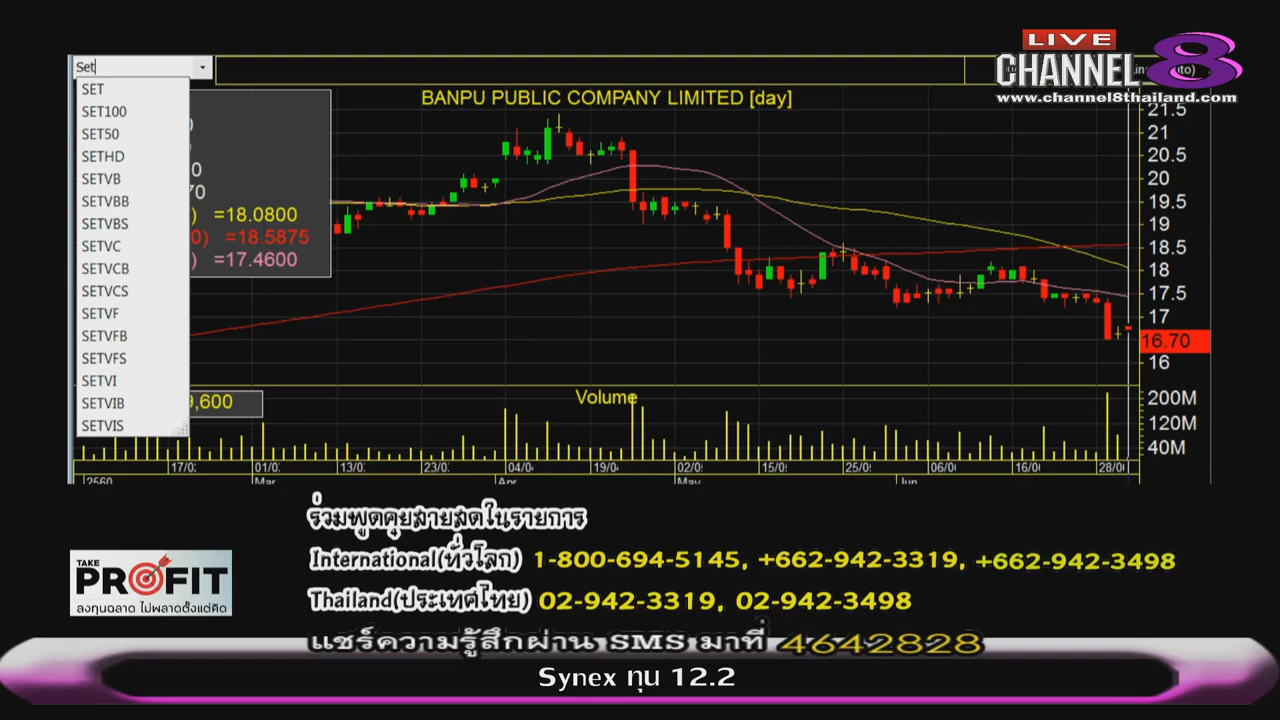 LIVE
CHANNEL 8
www.channel8thailand.com
Set
SET
SET100
SET50
SETHD
SETVB
SETVBB
SETVBS
SETVC
SETVCB
SETVCS
SETVF
SETVFB
SETVFS
SETVI
SETVIB
SETVIS
BANPU PUBLIC COMPANY LIMITED [day]
=18.0800
=18.5875
=17.4600
21.5
21
20.5
20
19.5
19
18.5
18
17.5
17
16.70
16
9,600
Volume
200M
120M
40M
17/0 01/0 13/0 23/0 04/0 19/0 02/0 15/0 25/0 06/0 16/0 28/0
2560 Mar Apr May Jun
ร่วมพูดคุยสายสดในรายการ
International(ทั่วโลก) 1-800-694-5145, +662-942-3319, +662-942-3498
Thailand(ประเทศไทย) 02-942-3319, 02-942-3498
แชร์ความรู้สึกผ่าน SMS มาที่ 4642828
TAKE
PROFIT
ลงทุนฉลาด ไม่พลาดตั้งแต่คิด
Synex ทุน 12.2